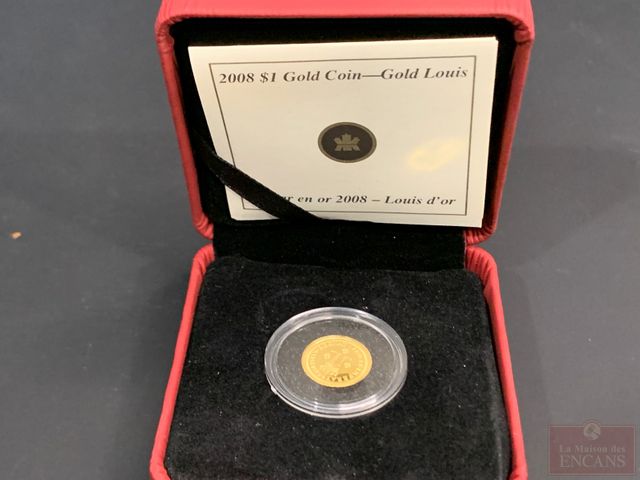 2008 $1 Gold Coin—Gold Louis
en or 2008 – Louis d'or
La Maison des
ENCANS